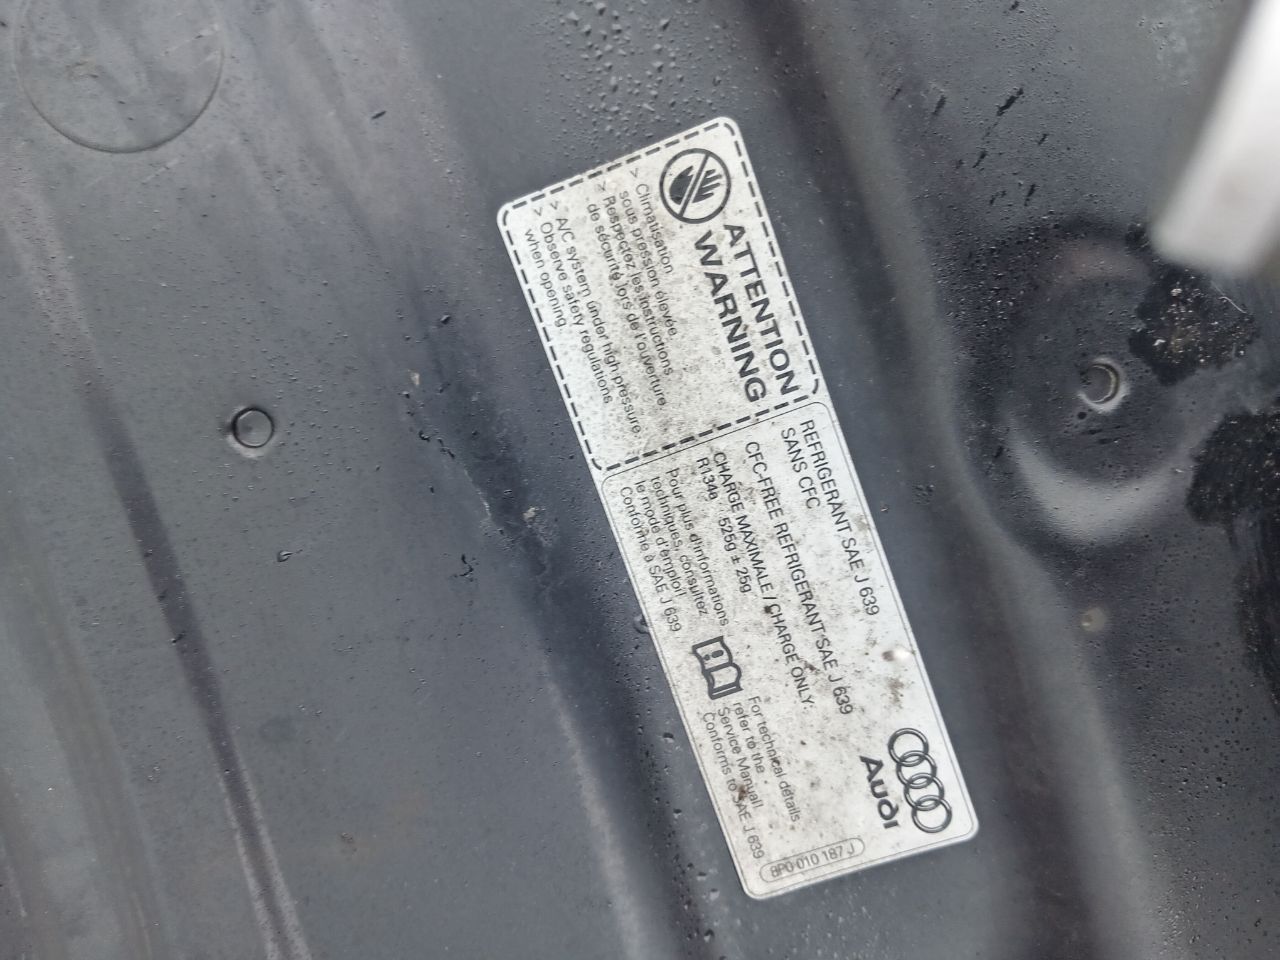 ATTENTION
WARNING
> Climatisation
sous pression élevée.
> Respectez les instructions
de sécurité lors de l'ouverture.
> A/C system under high pressure.
> Observe safety regulations
when opening.
REFRIGERANT SAE J 639
SANS CFC
CFC-FREE REFRIGERANT SAE J 639
CHARGE MAXIMALE / CHARGE ONLY:
R134a 525g ± 25g
Pour plus d'informations
techniques, consultez
le mode d'emploi!
Conforme à SAE J 639
For technical details
refer to the
Service Manual!
Conforms to SAE J 639
Audi
8P0 010 187 J